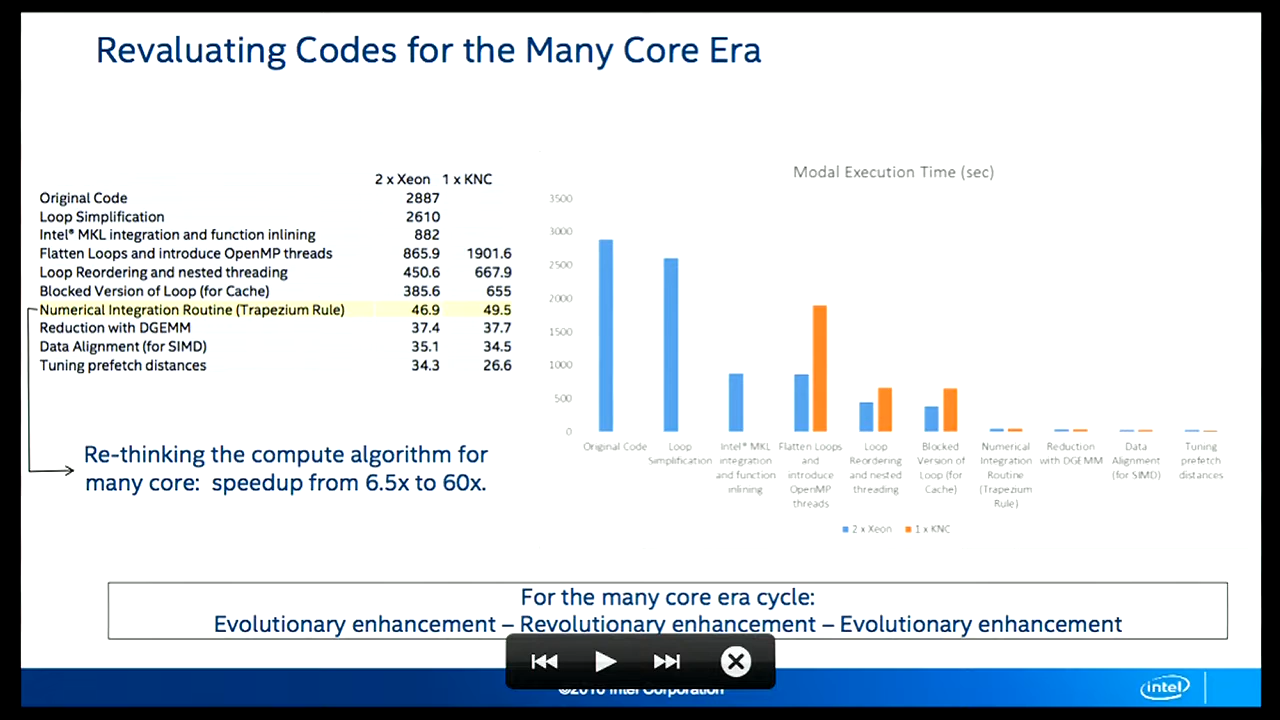 Revaluating Codes for the Many Core Era
2 x Xeon 1 x KNC
Original Code 2887
Loop Simplification 2610
Intel® MKL integration and function inlining 882
Flatten Loops and introduce OpenMP threads 865.9 1901.6
Loop Reordering and nested threading 450.6 667.9
Blocked Version of Loop (for Cache) 385.6 655
Numerical Integration Routine (Trapezium Rule) 46.9 49.5
Reduction with DGEMM 37.4 37.7
Data Alignment (for SIMD) 35.1 34.5
Tuning prefetch distances 34.3 26.6
Re-thinking the compute algorithm for
many core: speedup from 6.5x to 60x.
Modal Execution Time (sec)
3500
3000
2500
2000
1500
1000
500
0
Original Code
Loop
Simplification
Intel® MKL
integration
and function
inlining
Flatten Loops
and
introduce
OpenMP
threads
Loop
Reordering
and nested
threading
Blocked
Version of
Loop (for
Cache)
Numerical
Integration
Routine
(Trapezium
Rule)
Reduction
with DGEMM
Data
Alignment
(for SIMD)
Tuning
prefetch
distances
2 x Xeon 1 x KNC
For the many core era cycle:
Evolutionary enhancement – Revolutionary enhancement – Evolutionary enhancement
©2016 Intel Corporation
intel